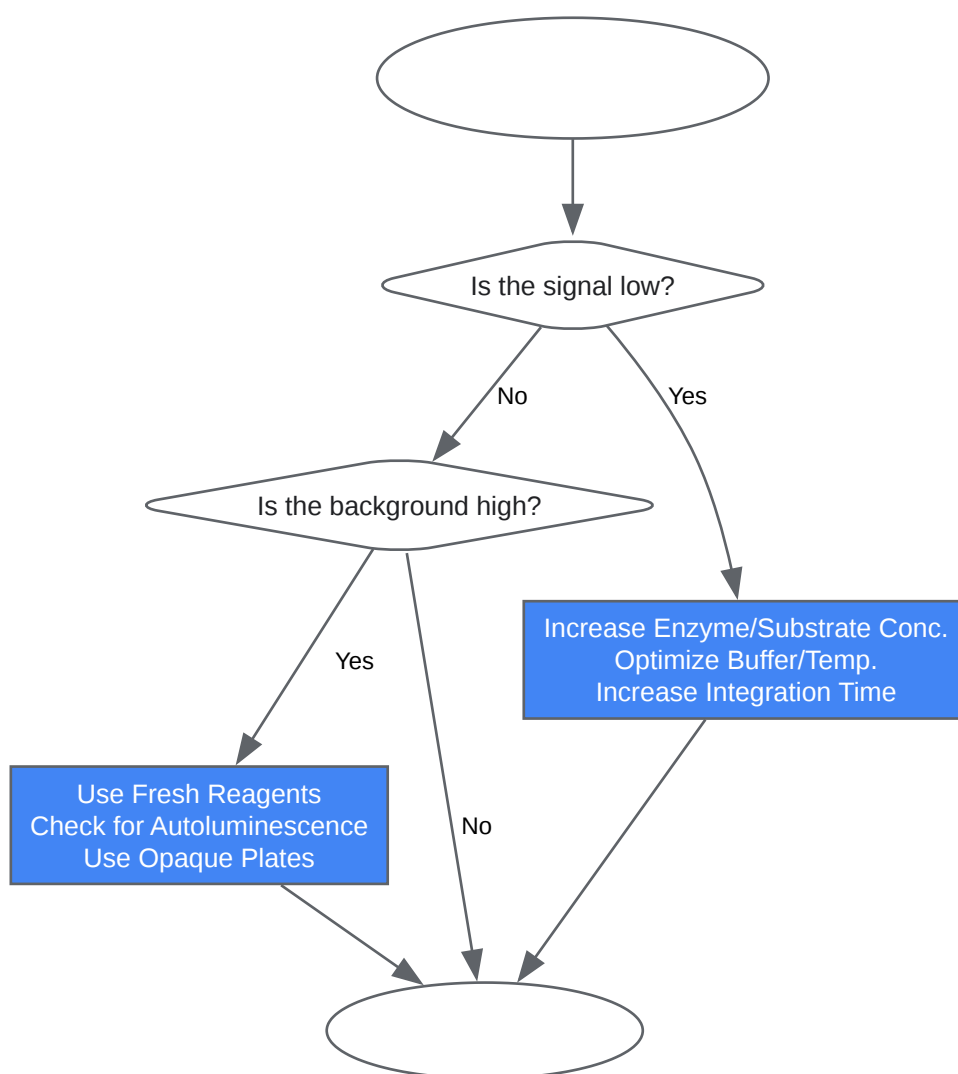 Is the signal low?
No
Yes
Is the background high?
Increase Enzyme/Substrate Conc.
Optimize Buffer/Temp.
Increase Integration Time
Yes
Use Fresh Reagents
Check for Autoluminescence
Use Opaque Plates
No